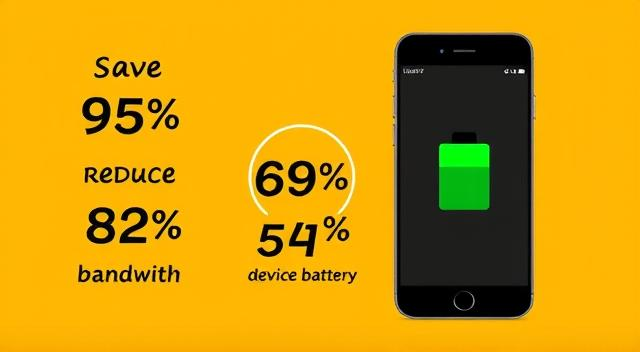 Save
95%
REDUCE
82%
bandwith
69%
54%
device battery